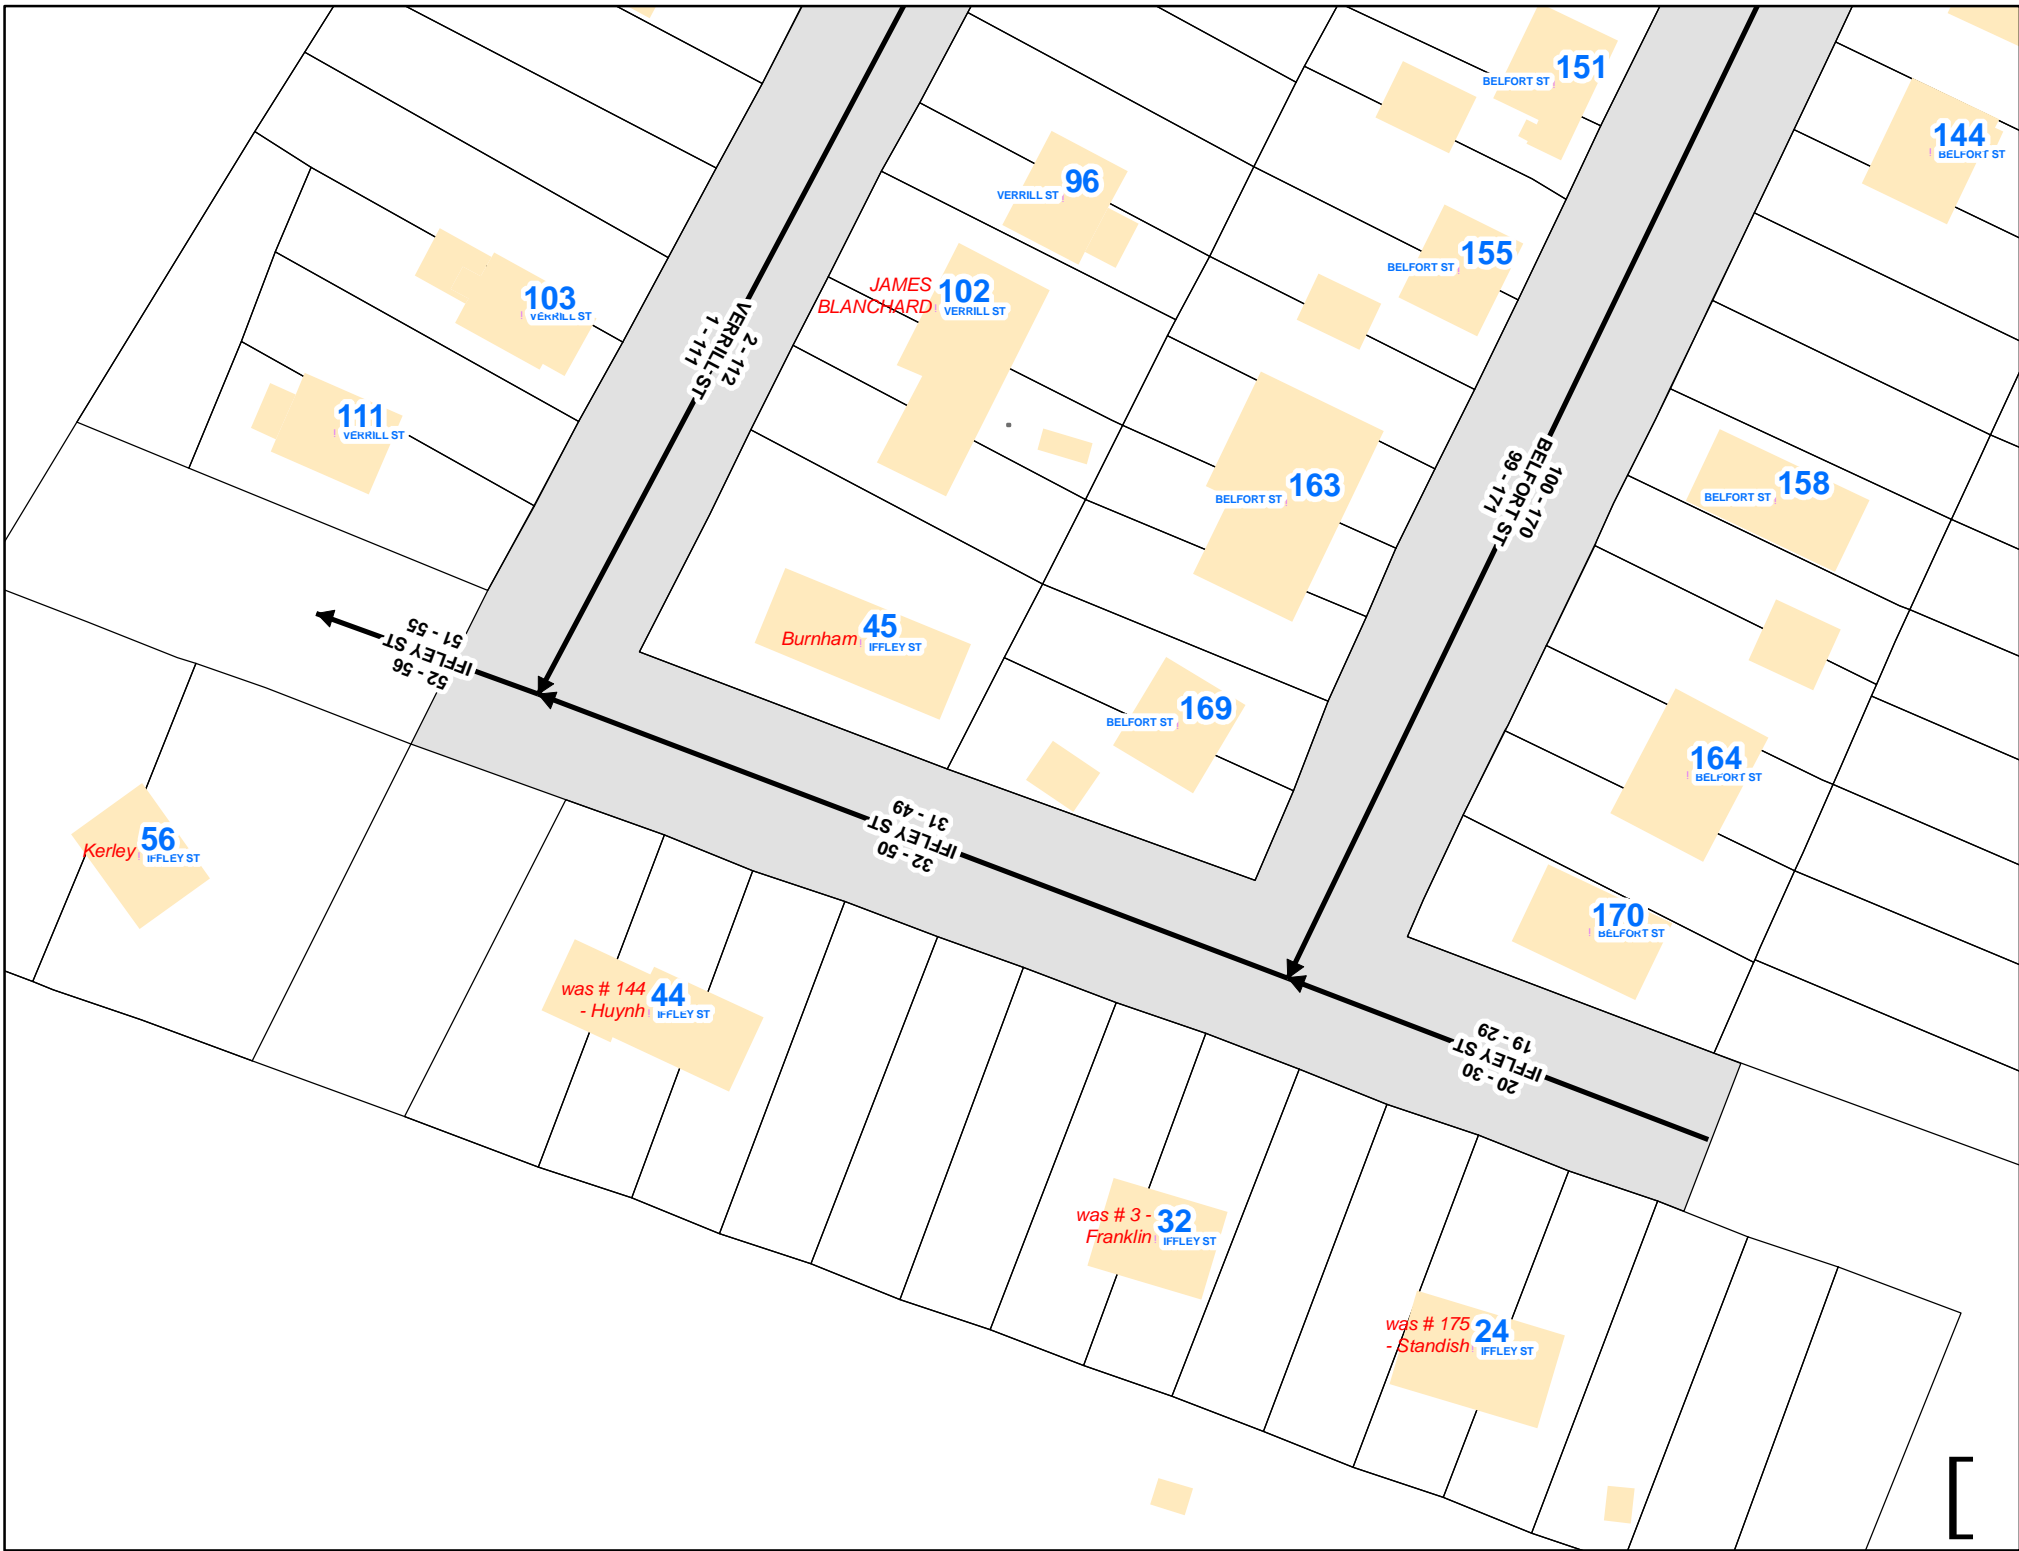 151
BELFORT ST
144
BELFORT ST
96
VERRILL ST
155
BELFORT ST
103
VERRILL ST
JAMES
BLANCHARD
102
VERRILL ST
2 - 112
VERRILL ST
1 - 111
111
VERRILL ST
163
BELFORT ST
100 - 170
BELFORT ST
99 - 171
158
BELFORT ST
51 - 55
IFFLEY ST
52 - 56
Burnham
45
IFFLEY ST
169
BELFORT ST
164
BELFORT ST
31 - 49
IFFLEY ST
32 - 50
Kerley
56
IFFLEY ST
170
BELFORT ST
was # 144
- Huynh
44
IFFLEY ST
19 - 29
IFFLEY ST
20 - 30
was # 3 -
Franklin
32
IFFLEY ST
was # 175
- Standish
24
IFFLEY ST
[